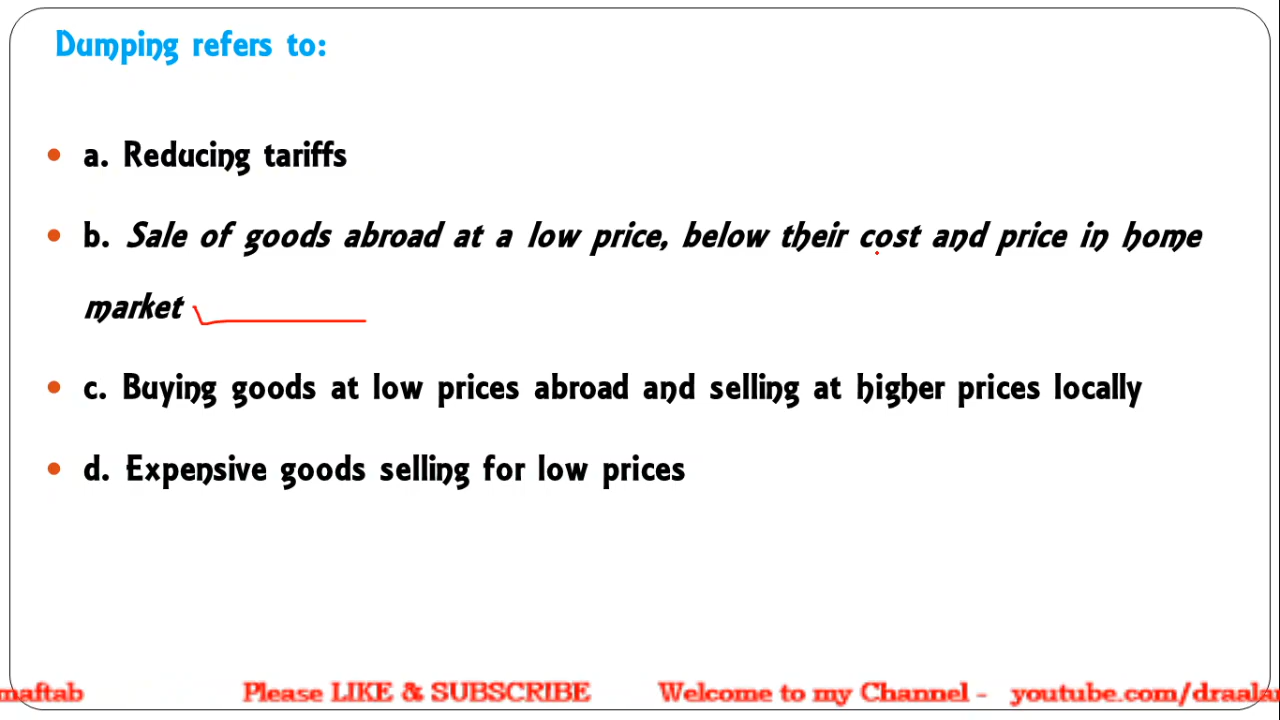 Dumping refers to:
• a. Reducing tariffs
• b. Sale of goods abroad at a low price, below their cost and price in home
market
• c. Buying goods at low prices abroad and selling at higher prices locally
• d. Expensive goods selling for low prices
maftab Please LIKE & SUBSCRIBE Welcome to my Channel - youtube.com/draala